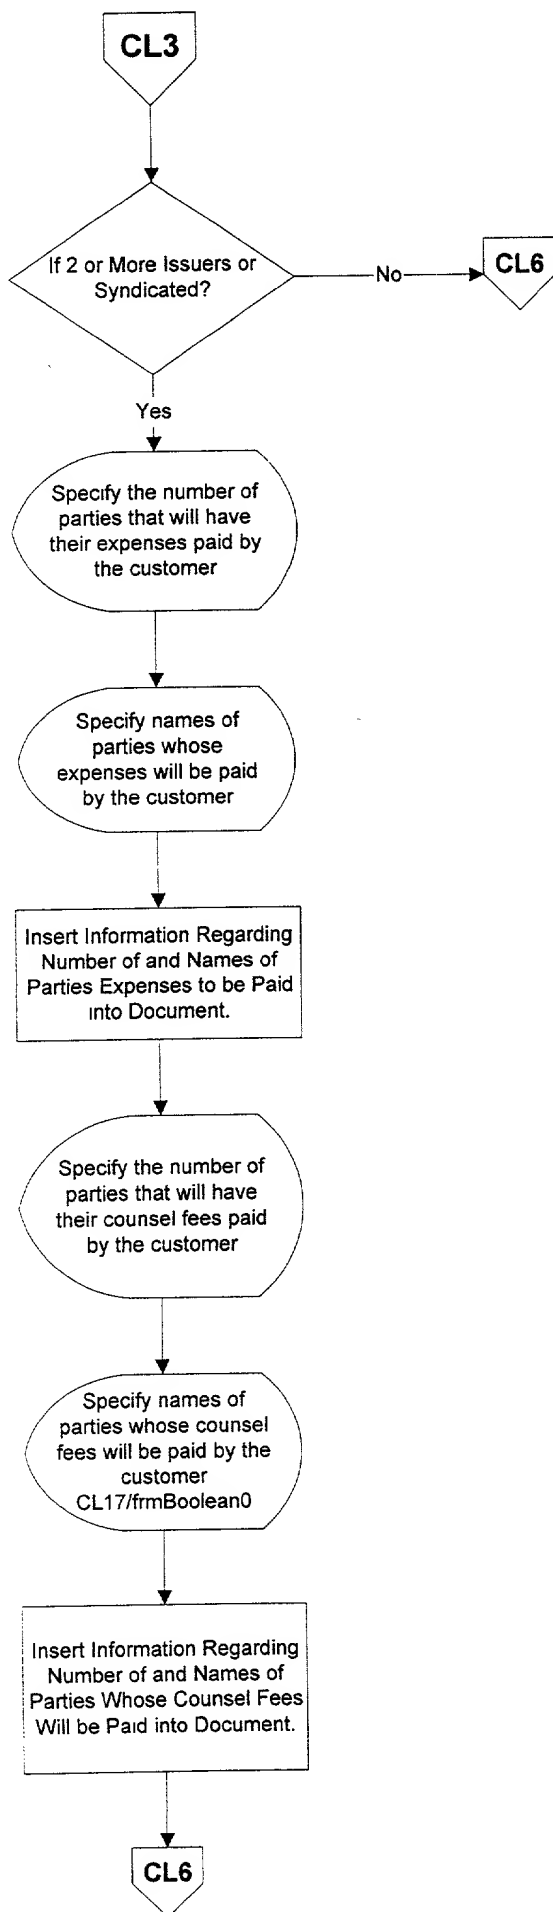 CL3
If 2 or More Issuers or
Syndicated?
No
CL6
Yes
Specify the number of
parties that will have
their expenses paid by
the customer
Specify names of
parties whose
expenses will be paid
by the customer
Insert Information Regarding
Number of and Names of
Parties Expenses to be Paid
into Document.
Specify the number of
parties that will have
their counsel fees paid
by the customer
Specify names of
parties whose counsel
fees will be paid by the
customer
CL17/frmBoolean0
Insert Information Regarding
Number of and Names of
Parties Whose Counsel Fees
Will be Paid into Document.
CL6